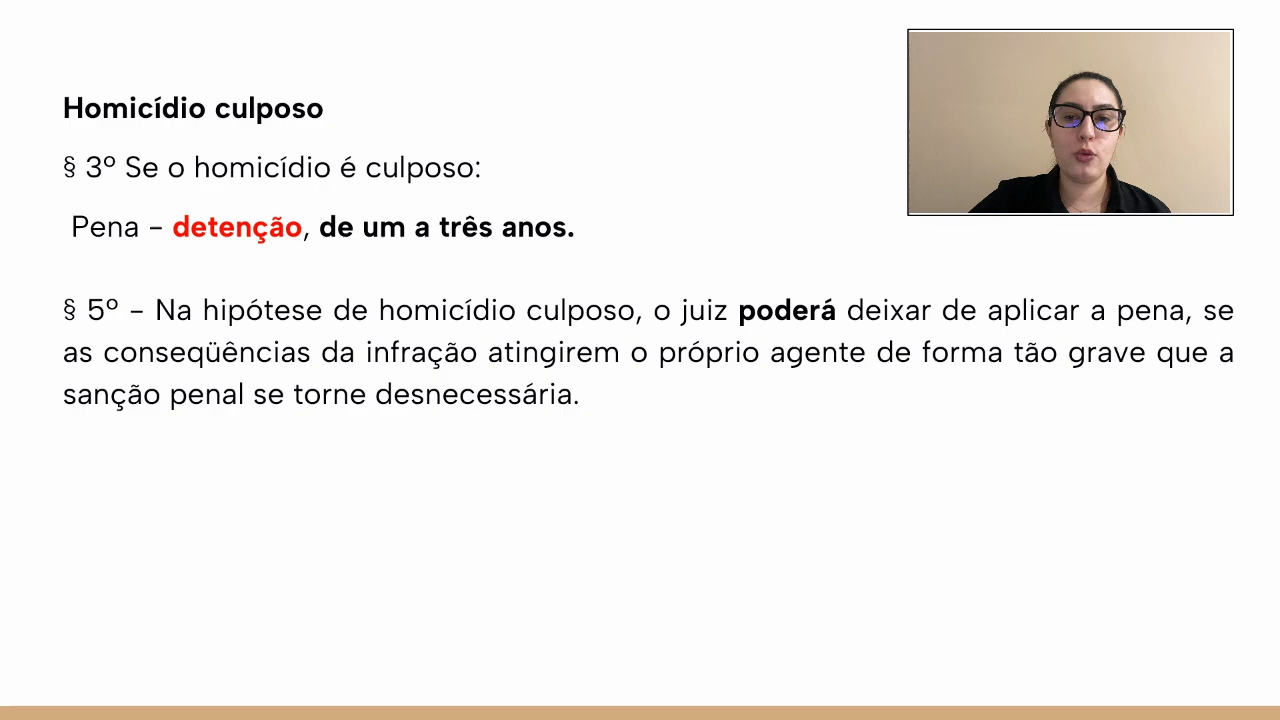 Homicídio culposo
§ 3º Se o homicídio é culposo:
Pena – detenção, de um a três anos.
§ 5º – Na hipótese de homicídio culposo, o juiz poderá deixar de aplicar a pena, se
as conseqüências da infração atingirem o próprio agente de forma tão grave que a
sanção penal se torne desnecessária.